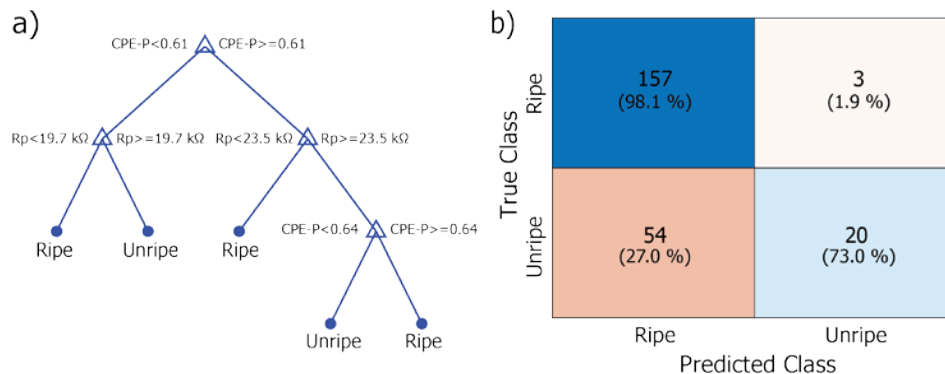 a)
CPE-P<0.61 CPE-P>=0.61
Rp<19.7 kΩ Rp>=19.7 kΩ Rp<23.5 kΩ Rp>=23.5 kΩ
Ripe Unripe Ripe
CPE-P<0.64 CPE-P>=0.64
Unripe Ripe
b)
True Class
Ripe
Unripe
157
(98.1 %)
3
(1.9 %)
54
(27.0 %)
20
(73.0 %)
Ripe Unripe
Predicted Class